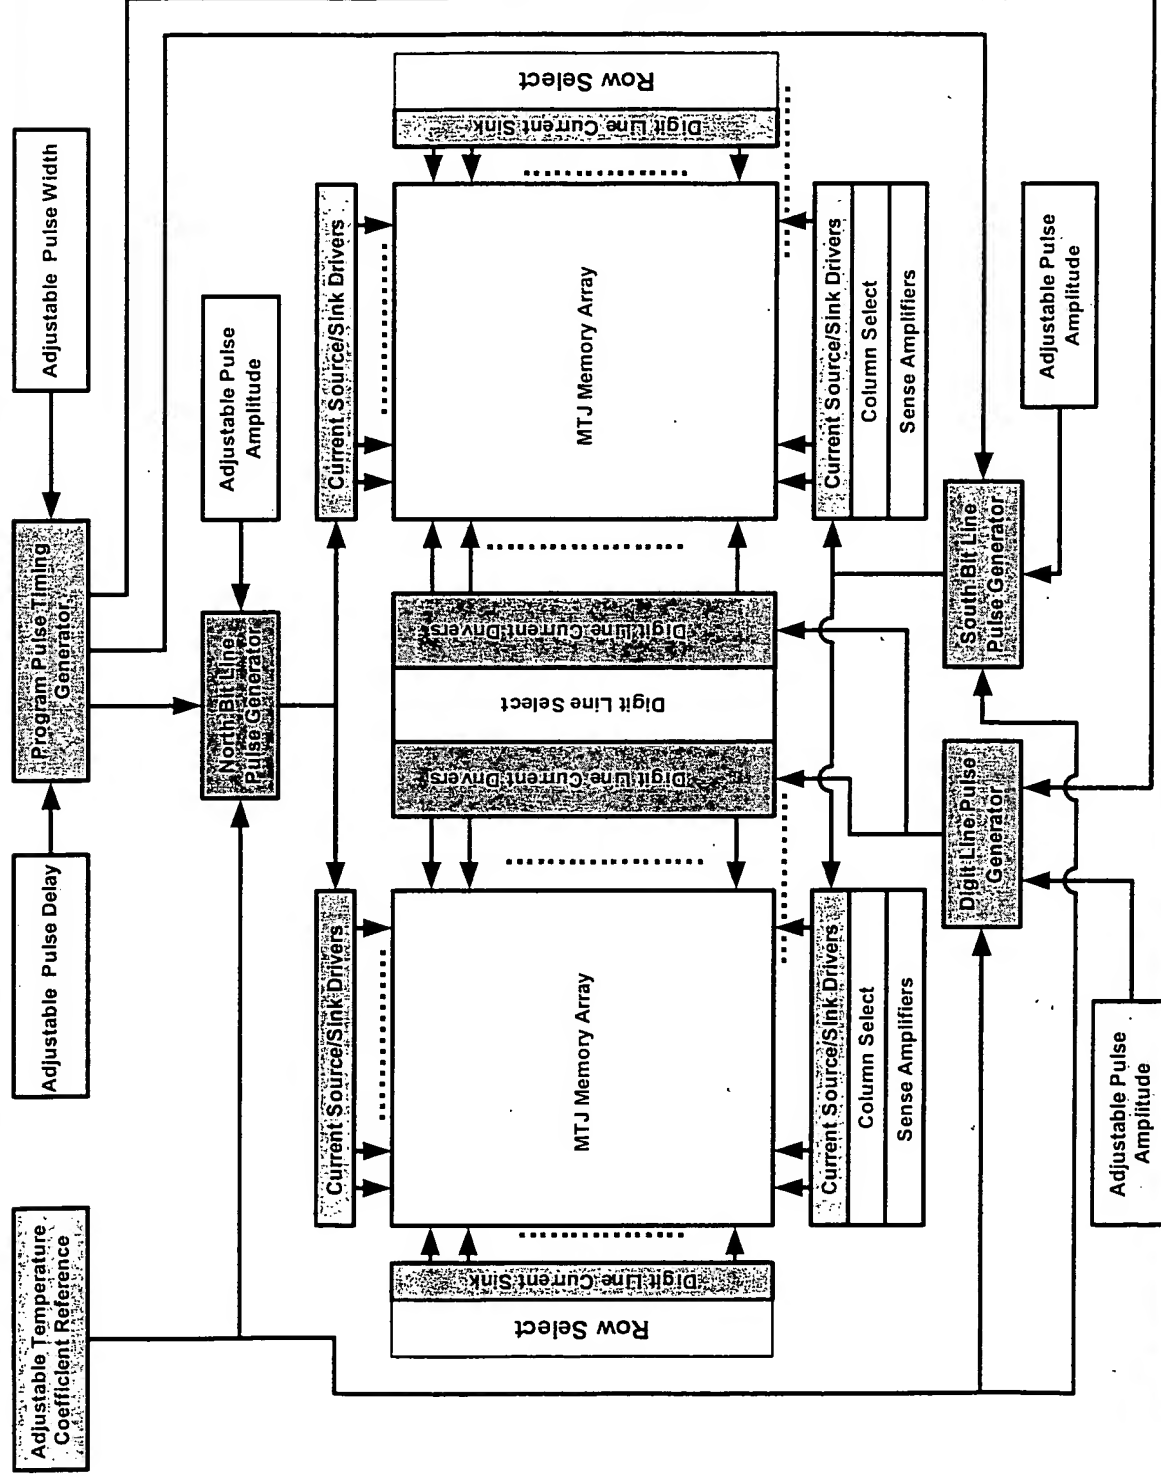 Adjustable Temperature
Coefficient Reference
Adjustable Pulse Delay
Program Pulse Timing
Generator
Adjustable Pulse Width
North Bit Line
Pulse Generator
Adjustable Pulse
Amplitude
Current Source/Sink Drivers
Current Source/Sink Drivers
Row Select
Digit Line Current Sink
MTJ Memory Array
Digit Line Current Drivers
Digit Line Select
Digit Line Current Drivers
MTJ Memory Array
Digit Line Current Sink
Row Select
Current Source/Sink Drivers
Column Select
Sense Amplifiers
Current Source/Sink Drivers
Column Select
Sense Amplifiers
Digit Line Pulse
Generator
South Bit Line
Pulse Generator
Adjustable Pulse
Amplitude
Adjustable Pulse
Amplitude